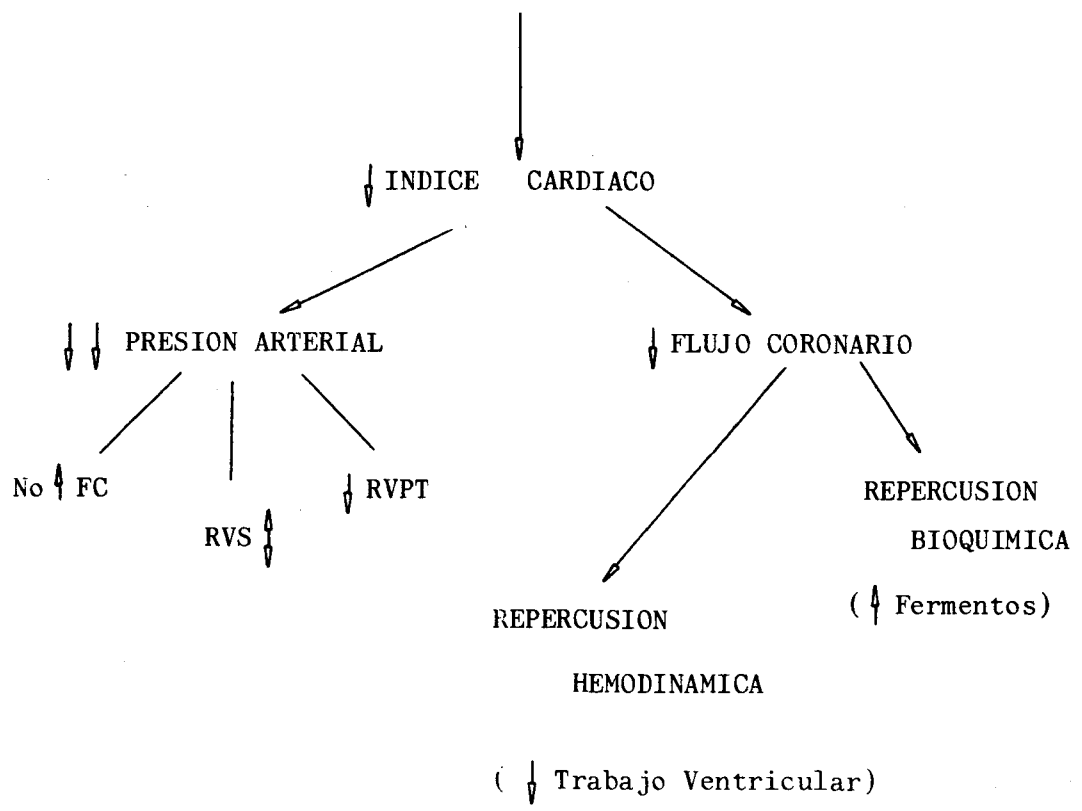 ↓ INDICE CARDIACO
↓ ↓ PRESION ARTERIAL
↓ FLUJO CORONARIO
No ↑ FC
RVS ↕
↓ RVPT
REPERCUSION
BIOQUIMICA
(↑ Fermentos)
REPERCUSION
HEMODINAMICA
( ↓ Trabajo Ventricular)